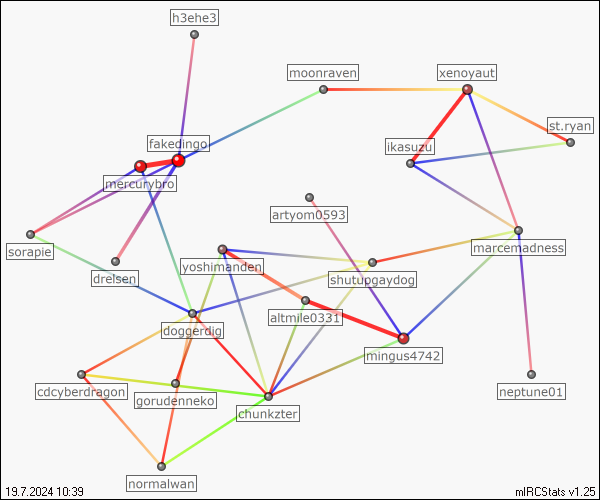 h3ehe3
moonraven
xenoyaut
st.ryan
fakedingo
ikasuzu
mercurybro
artyom0593
sorapie
marcemadness
yoshimanden
drelsen
shutupgaydog
altmile0331
doggerdig
mingus4742
cdcyberdragon
gorudenneko
neptune01
chunkzter
normalwan
19.7.2024 10:39
mIRCStats v1.25